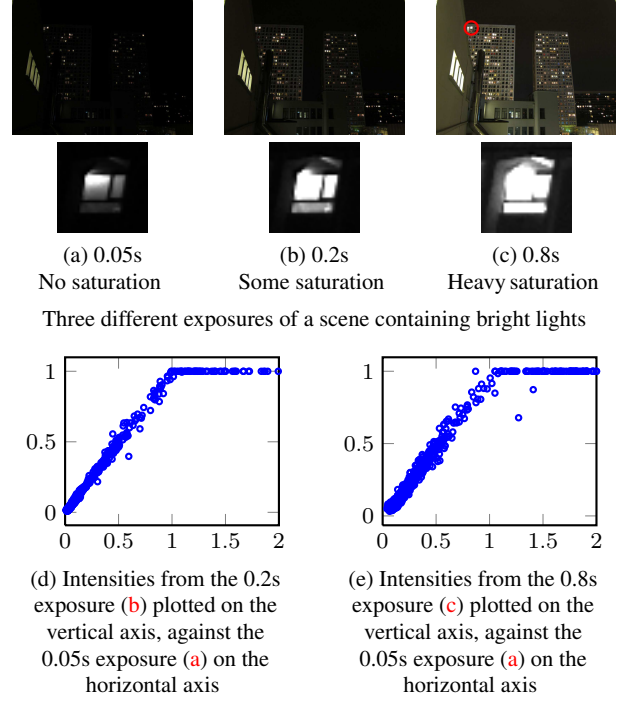 (a) 0.05s
No saturation
(b) 0.2s
Some saturation
(c) 0.8s
Heavy saturation
Three different exposures of a scene containing bright lights
1
0.5
0
0 0.5 1 1.5 2
1
0.5
0
0 0.5 1 1.5 2
(d) Intensities from the 0.2s
exposure (b) plotted on the
vertical axis, against the
0.05s exposure (a) on the
horizontal axis
(e) Intensities from the 0.8s
exposure (c) plotted on the
vertical axis, against the
0.05s exposure (a) on the
horizontal axis